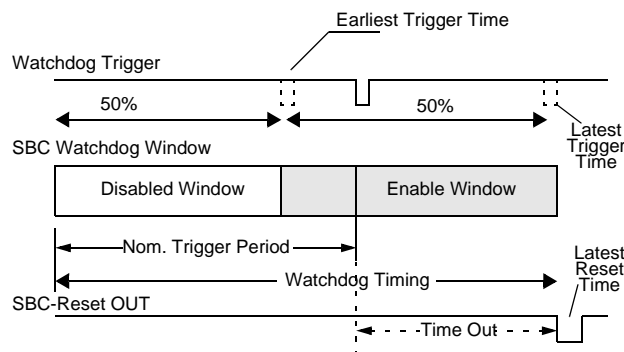 Earliest Trigger Time
Watchdog Trigger
50%
50%
Latest
Trigger
Time
SBC Watchdog Window
Disabled Window
Enable Window
Nom. Trigger Period
Latest
Reset
Time
Watchdog Timing
SBC-Reset OUT
Time Out